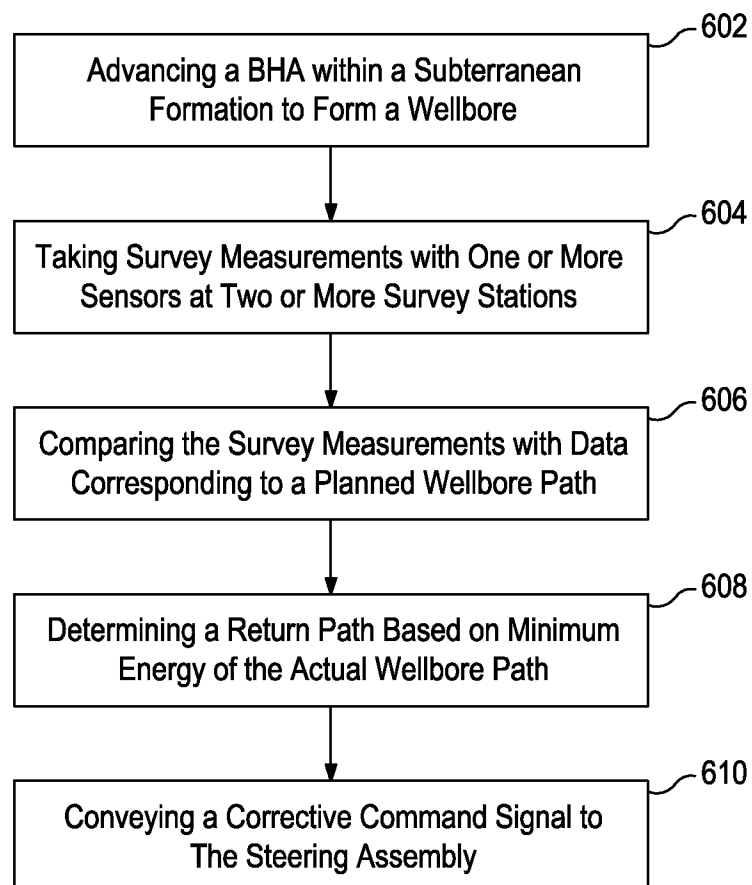 602
Advancing a BHA within a Subterranean
Formation to Form a Wellbore
604
Taking Survey Measurements with One or More
Sensors at Two or More Survey Stations
606
Comparing the Survey Measurements with Data
Corresponding to a Planned Wellbore Path
608
Determining a Return Path Based on Minimum
Energy of the Actual Wellbore Path
610
Conveying a Corrective Command Signal to
The Steering Assembly